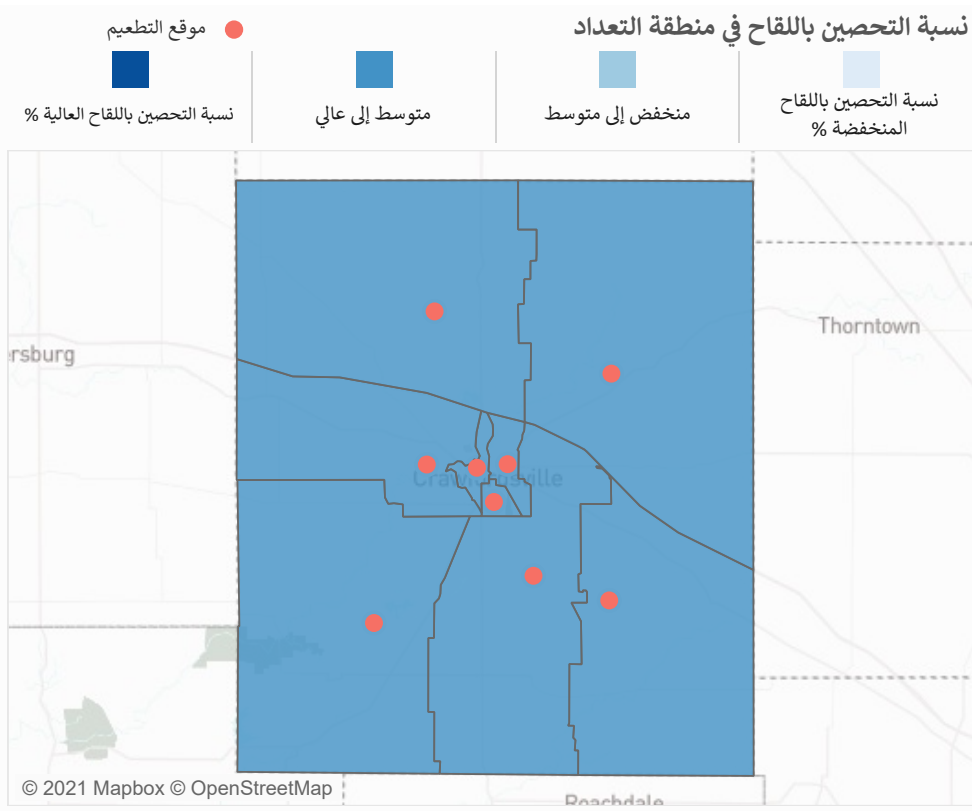 نسبة التحصين باللقاح في منطقة التعداد
موقع التطعيم
نسبة التحصين باللقاح
المنخفضة %
منخفض إلى متوسط
متوسط إلى عالي
نسبة التحصين باللقاح العالية %
Thorntown
rsburg
Crawfordsville
Roachdale
© 2021 Mapbox © OpenStreetMap